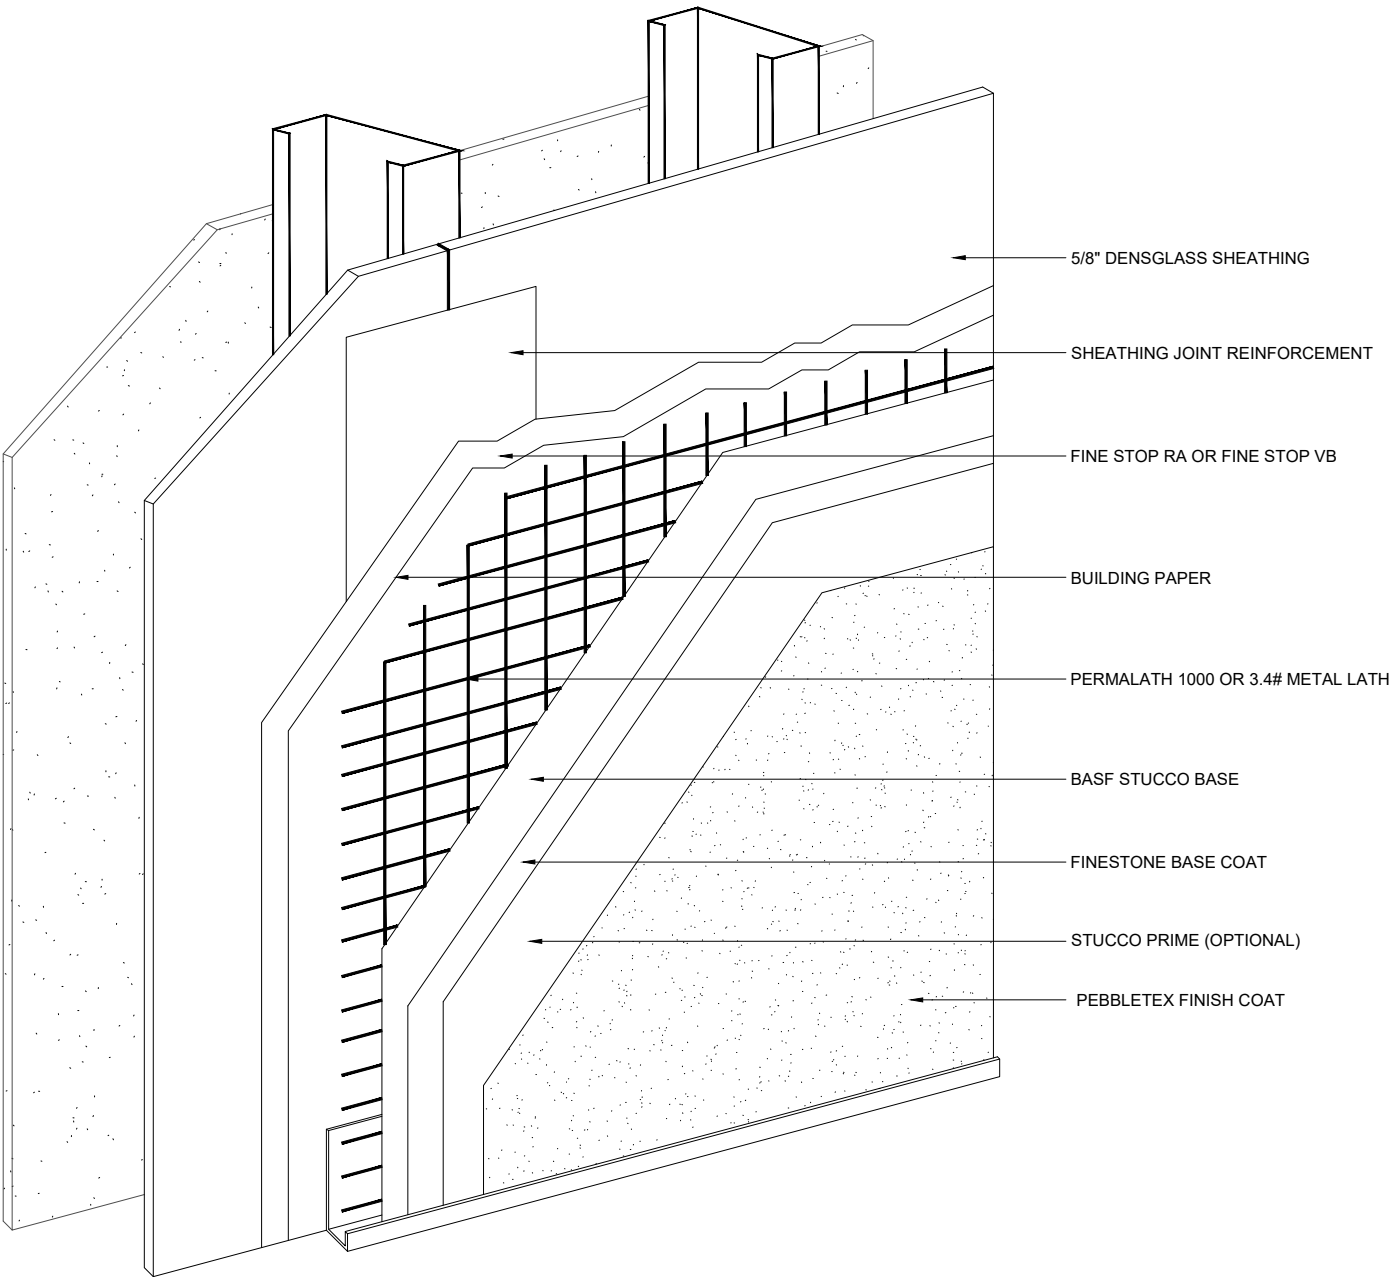 5/8" DENSGLASS SHEATHING
SHEATHING JOINT REINFORCEMENT
FINE STOP RA OR FINE STOP VB
BUILDING PAPER
PERMALATH 1000 OR 3.4# METAL LATH
BASF STUCCO BASE
FINESTONE BASE COAT
STUCCO PRIME (OPTIONAL)
PEBBLETEX FINISH COAT